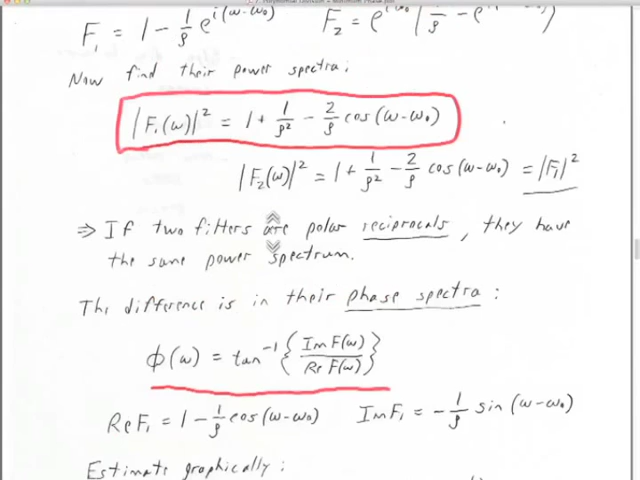 F₁ = 1 - 1/ρ e^{i(ω-ω₀)}    F₂ = e^{iω₀} (1/ρ - e^{i
Now find their power spectra:
|F₁(ω)|² = 1 + 1/ρ² - 2/ρ cos(ω-ω₀)
|F₂(ω)|² = 1 + 1/ρ² - 2/ρ cos(ω-ω₀) = |F₁|²
⇒ If two filters are polar reciprocals, they have
the same power spectrum.
The difference is in their phase spectra:
φ(ω) = tan⁻¹ { Im F(ω) / Re F(ω) }
Re F₁ = 1 - 1/ρ cos(ω-ω₀)    Im F₁ = - 1/ρ sin(ω-ω₀)
Estimate graphically: